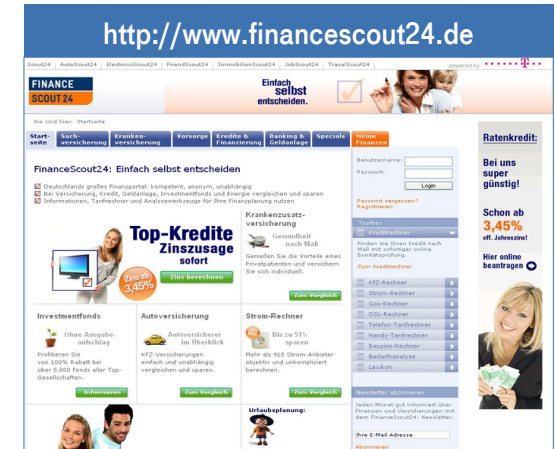 http://www.financescout24.de
Scout24 | AutoScout24 | ElectronicScout24 | FriendScout24 | ImmobilienScout24 | JobScout24 | TravelScout24
powered by ······T··
FINANCE
SCOUT24
Einfach
selbst
entscheiden.
Sie sind hier: Startseite
Start-
seite
Sach-
versicherung
Kranken-
versicherung
Vorsorge
Kredite &
Finanzierung
Banking &
Geldanlage
Specials
Meine
Finanzen
FinanceScout24: Einfach selbst entscheiden
Deutschlands großes Finanzportal: kompetent, anonym, unabhängig
Bei Versicherung, Kredit, Geldanlage, Investmentfonds und Energie vergleichen und sparen
Informationen, Tarifrechner und Analysewerkzeuge für Ihre Finanzplanung nutzen
Top-Kredite
Zinszusage
sofort
Zins ab
3,45%
Zins berechnen
Krankenzusatz-
versicherung
Gesundheit
nach Maß
Genießen Sie die Vorteile eines
Privatpatienten und versichern
Sie sich individuell.
Zum Vergleich
Investmentfonds
Ohne Ausgabe-
aufschlag
Profitieren Sie
von 100% Rabatt bei
über 5.800 Fonds aller Top-
Gesellschaften.
Informieren
Autoversicherung
Autoversicherer
im Überblick
KFZ-Versicherungen
einfach und unabhängig
vergleichen und sparen.
Zum Vergleich
Strom-Rechner
Bis zu 51%
sparen
Mehr als 910 Strom-Anbieter
objektiv und unkompliziert
berechnen.
Zum Vergleich
Urlaubsplanung:
Benutzername:
Passwort:
Login
Passwort vergessen?
Registrieren
Toolbox
Kreditrechner
Finden Sie Ihren Kredit nach
Maß mit sofortiger online
Bonitätsprüfung.
Zum Kreditrechner
KFZ-Rechner
Strom-Rechner
Gas-Rechner
DSL-Rechner
Telefon-Tarifrechner
Handy-Tarifrechner
Bauzins-Rechner
Bedarfsanalyse
Lexikon
Newsletter abonnieren
Jeden Monat gut informiert über
Finanzen und Versicherungen mit
dem FinanceScout24- Newsletter.
Ihre E-Mail Adresse
Abonnieren
Ratenkredit:
Bei uns
super
günstig!
Schon ab
3,45%
eff. Jahreszins!
Hier online
beantragen